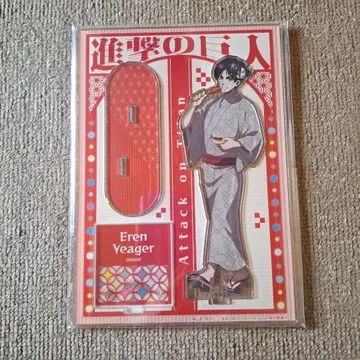 進撃の巨人
Attack on Titan
Eren
Yeager